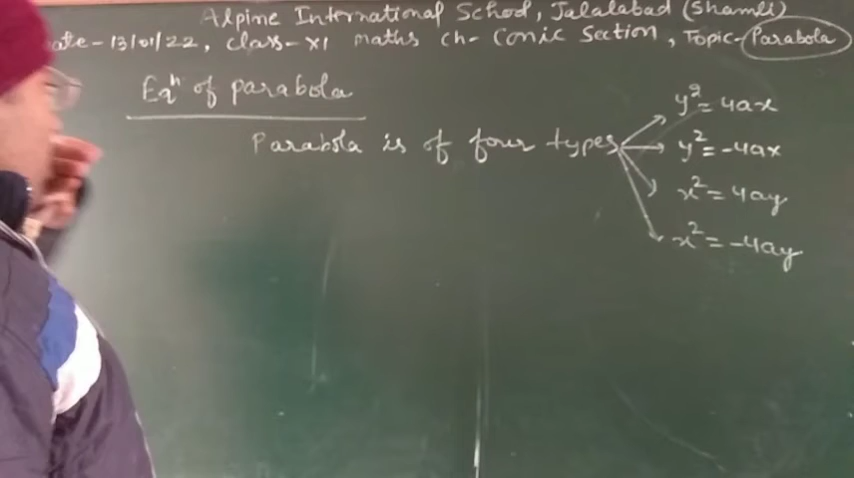 Alpine International School, Jalalabad (Shamli)
ate-13/01/22, class-XI maths ch- Conic Section, Topic-Parabola
Eqⁿ of parabola
Parabola is of four types
y² = 4ax
y² = -4ax
x² = 4ay
x² = -4ay